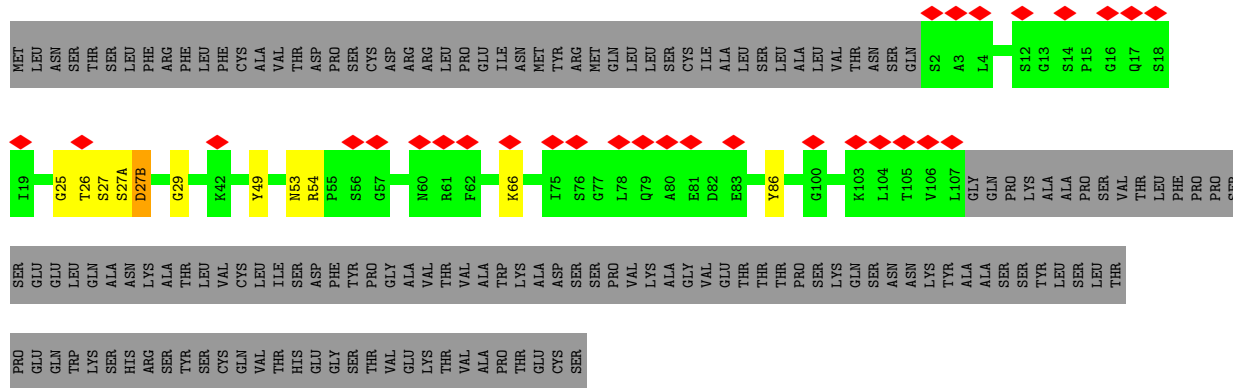 MET LEU ASN SER THR SER LEU PHE ARG PHE LEU PHE CYS ALA VAL THR ASP PRO SER CYS ASP ARG ARG LEU PRO GLU ILE ASN MET TYR ARG MET GLN LEU LEU SER CYS ILE ALA LEU SER LEU ALA LEU VAL THR ASN SER GLN S2 A3 L4 S12 G13 S14 P15 G16 Q17 S18
I19 G25 T26 S27 S27A D27B G29 K42 Y49 N53 R54 P55 S56 G57 N60 R61 F62 K66 I75 S76 G77 L78 Q79 A80 E81 D82 E83 Y86 G100 K103 L104 T105 V106 L107 GLY GLN PRO LYS ALA ALA PRO SER VAL THR LEU PHE PRO PRO SER
SER GLU GLU LEU GLN ALA ASN LYS ALA THR LEU VAL CYS LEU ILE SER ASP PHE TYR PRO GLY ALA VAL THR VAL ALA TRP LYS ALA ASP SER SER PRO VAL LYS ALA GLY VAL GLU THR THR THR PRO SER LYS GLN SER ASN ASN LYS TYR ALA ALA SER SER TYR LEU SER LEU THR
PRO GLU GLN TRP LYS SER HIS ARG SER TYR SER CYS GLN VAL THR HIS GLU GLY SER THR VAL GLU LYS THR VAL ALA PRO THR GLU CYS SER